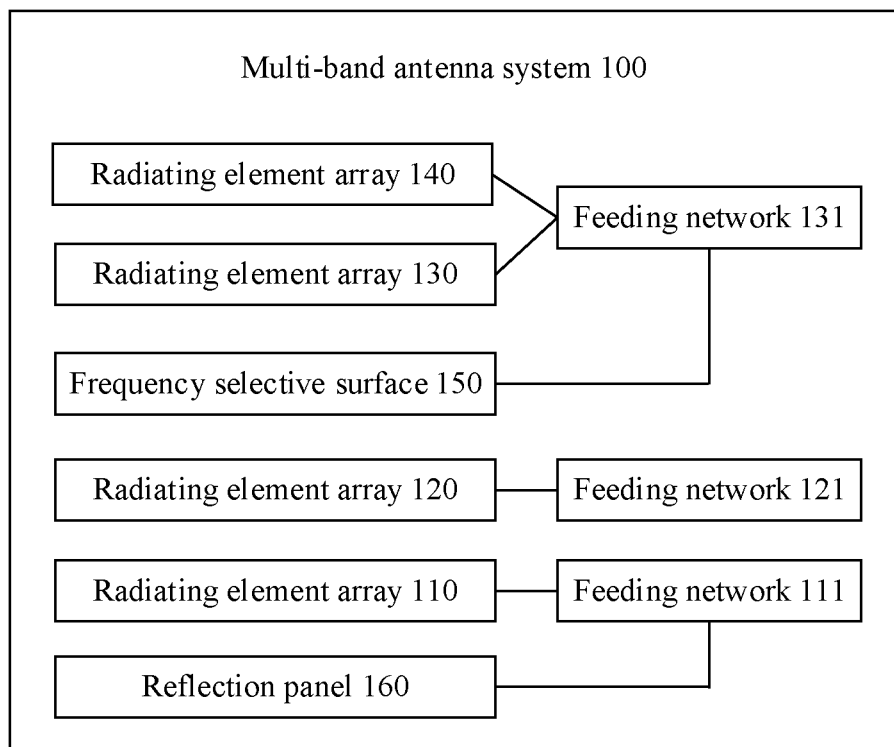 Multi-band antenna system 100
Radiating element array 140
Feeding network 131
Radiating element array 130
Frequency selective surface 150
Radiating element array 120
Feeding network 121
Radiating element array 110
Feeding network 111
Reflection panel 160